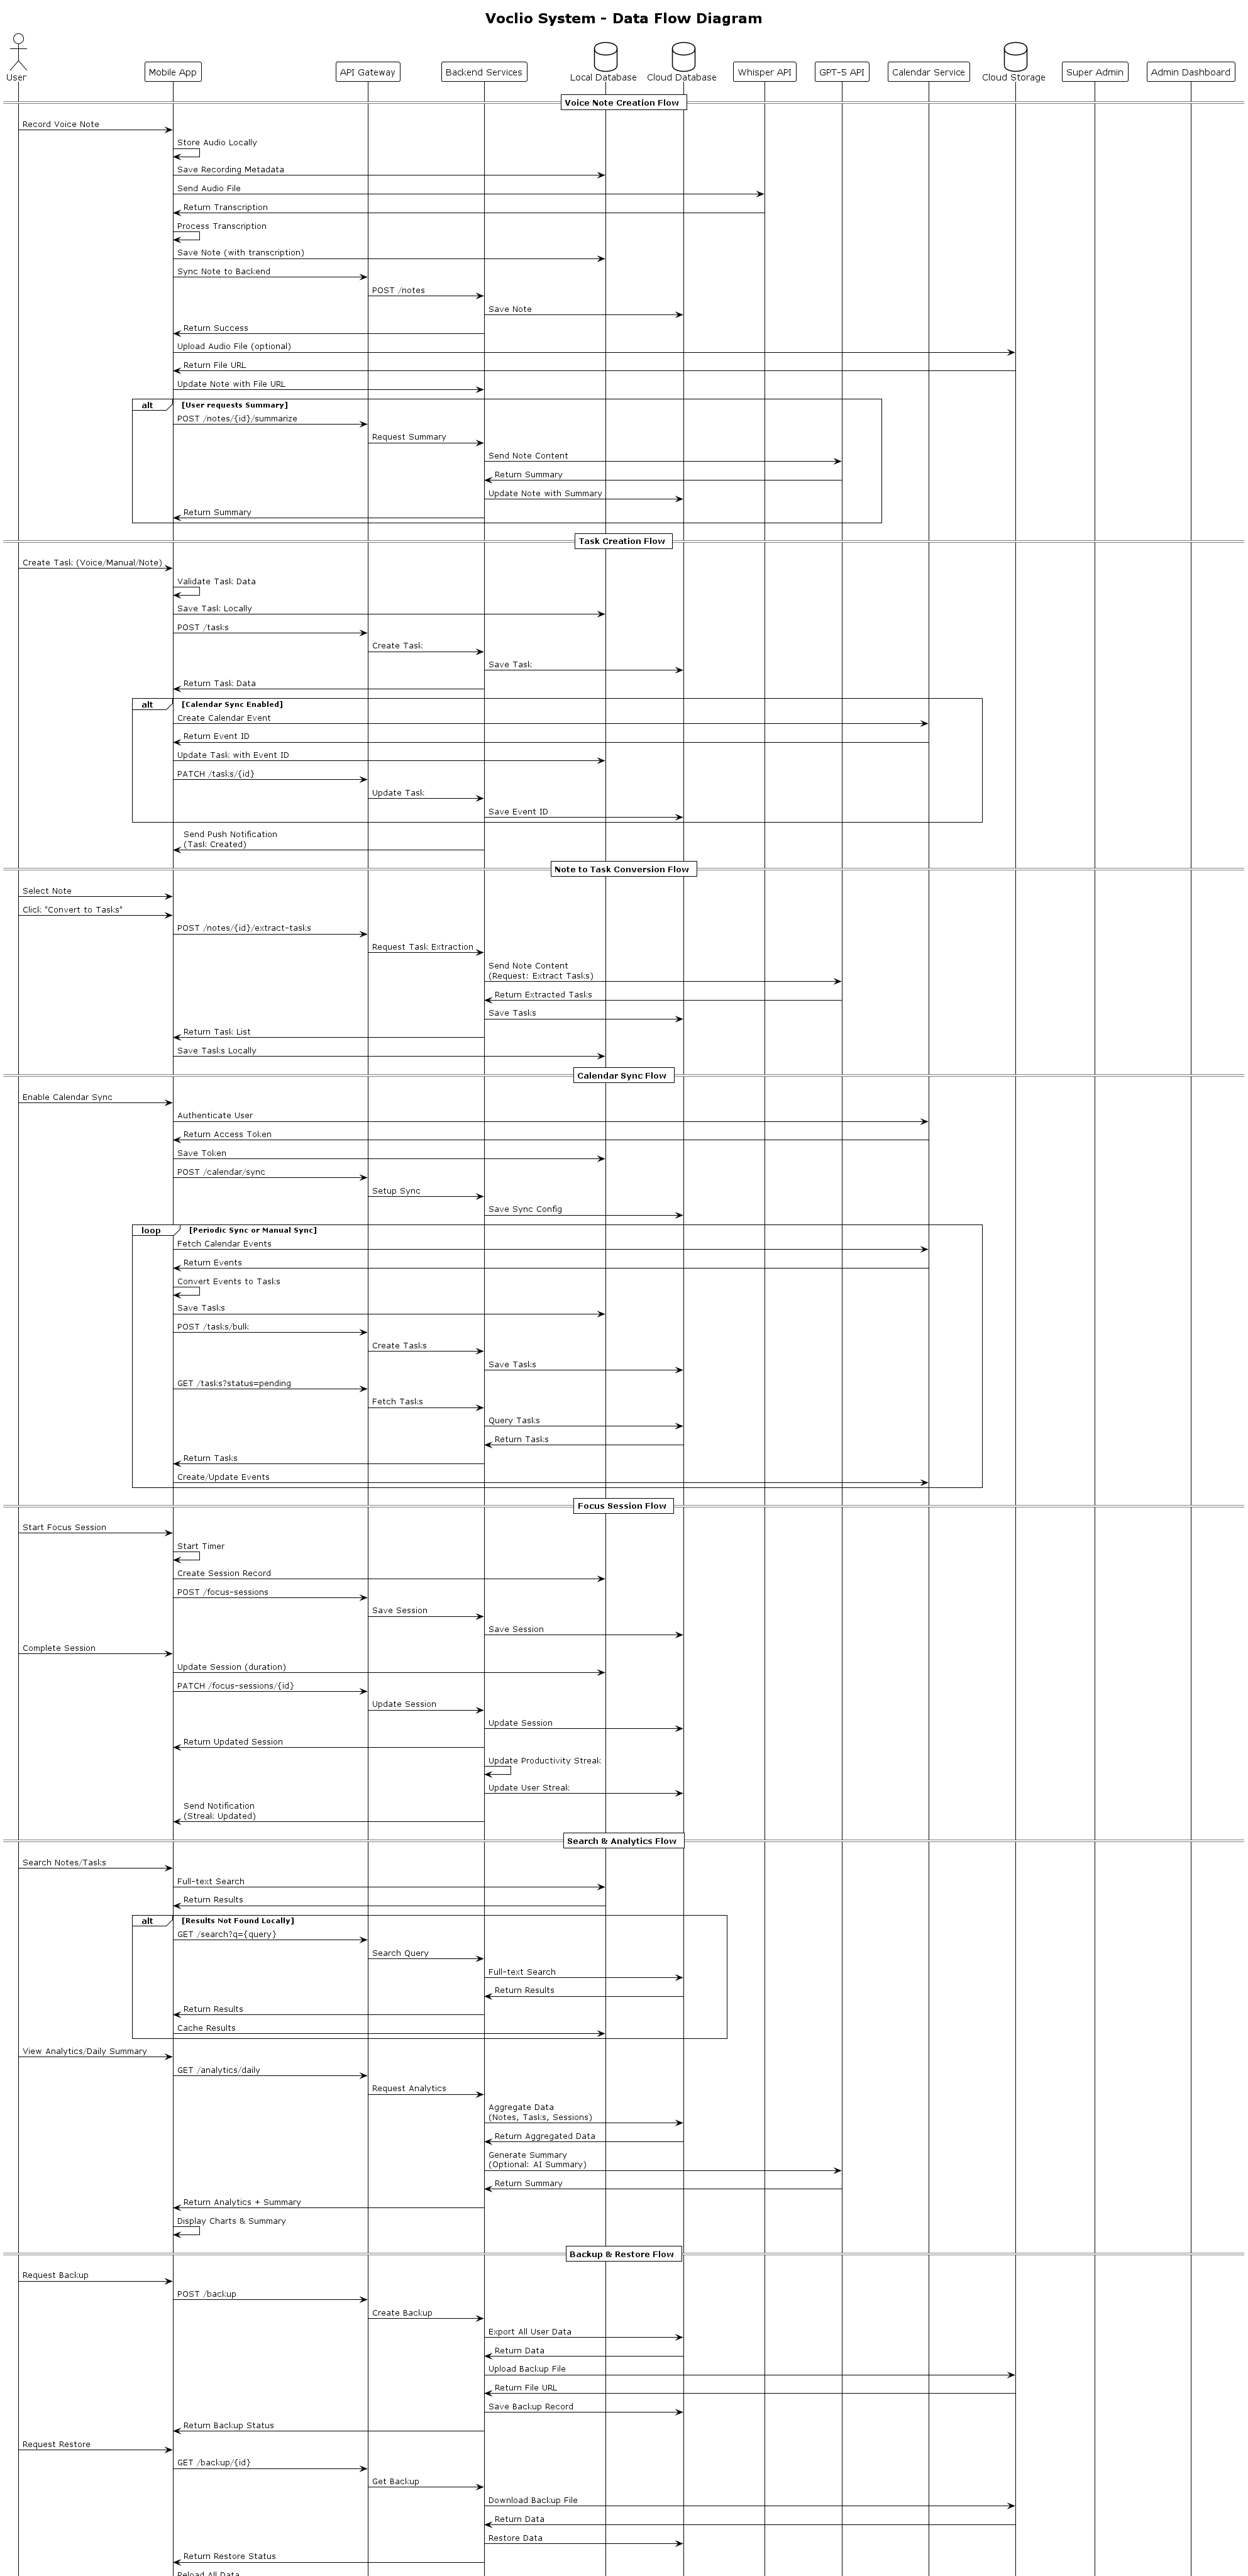 Voclio System - Data Flow Diagram
User
Mobile App
API Gateway
Backend Services
Local Database
Cloud Database
Whisper API
GPT-5 API
Calendar Service
Cloud Storage
Super Admin
Admin Dashboard
Voice Note Creation Flow
Record Voice Note
Store Audio Locally
Save Recording Metadata
Send Audio File
Return Transcription
Process Transcription
Save Note (with transcription)
Sync Note to Backend
POST /notes
Save Note
Return Success
Upload Audio File (optional)
Return File URL
Update Note with File URL
alt [User requests Summary]
POST /notes/{id}/summarize
Request Summary
Send Note Content
Return Summary
Update Note with Summary
Return Summary
Task Creation Flow
Create Task (Voice/Manual/Note)
Validate Task Data
Save Task Locally
POST /tasks
Create Task
Save Task
Return Task Data
alt [Calendar Sync Enabled]
Create Calendar Event
Return Event ID
Update Task with Event ID
PATCH /tasks/{id}
Update Task
Save Event ID
Send Push Notification
(Task Created)
Note to Task Conversion Flow
Select Note
Click "Convert to Tasks"
POST /notes/{id}/extract-tasks
Request Task Extraction
Send Note Content
(Request: Extract Tasks)
Return Extracted Tasks
Save Tasks
Return Task List
Save Tasks Locally
Calendar Sync Flow
Enable Calendar Sync
Authenticate User
Return Access Token
Save Token
POST /calendar/sync
Setup Sync
Save Sync Config
loop [Periodic Sync or Manual Sync]
Fetch Calendar Events
Return Events
Convert Events to Tasks
Save Tasks
POST /tasks/bulk
Create Tasks
Save Tasks
GET /tasks?status=pending
Fetch Tasks
Query Tasks
Return Tasks
Return Tasks
Create/Update Events
Focus Session Flow
Start Focus Session
Start Timer
Create Session Record
POST /focus-sessions
Save Session
Save Session
Complete Session
Update Session (duration)
PATCH /focus-sessions/{id}
Update Session
Update Session
Return Updated Session
Update Productivity Streak
Update User Streak
Send Notification
(Streak Updated)
Search & Analytics Flow
Search Notes/Tasks
Full-text Search
Return Results
alt [Results Not Found Locally]
GET /search?q={query}
Search Query
Full-text Search
Return Results
Return Results
Cache Results
View Analytics/Daily Summary
GET /analytics/daily
Request Analytics
Aggregate Data
(Notes, Tasks, Sessions)
Return Aggregated Data
Generate Summary
(Optional: AI Summary)
Return Summary
Return Analytics + Summary
Display Charts & Summary
Backup & Restore Flow
Request Backup
POST /backup
Create Backup
Export All User Data
Return Data
Upload Backup File
Return File URL
Save Backup Record
Return Backup Status
Request Restore
GET /backup/{id}
Get Backup
Download Backup File
Return Data
Restore Data
Return Restore Status
Reload All Data